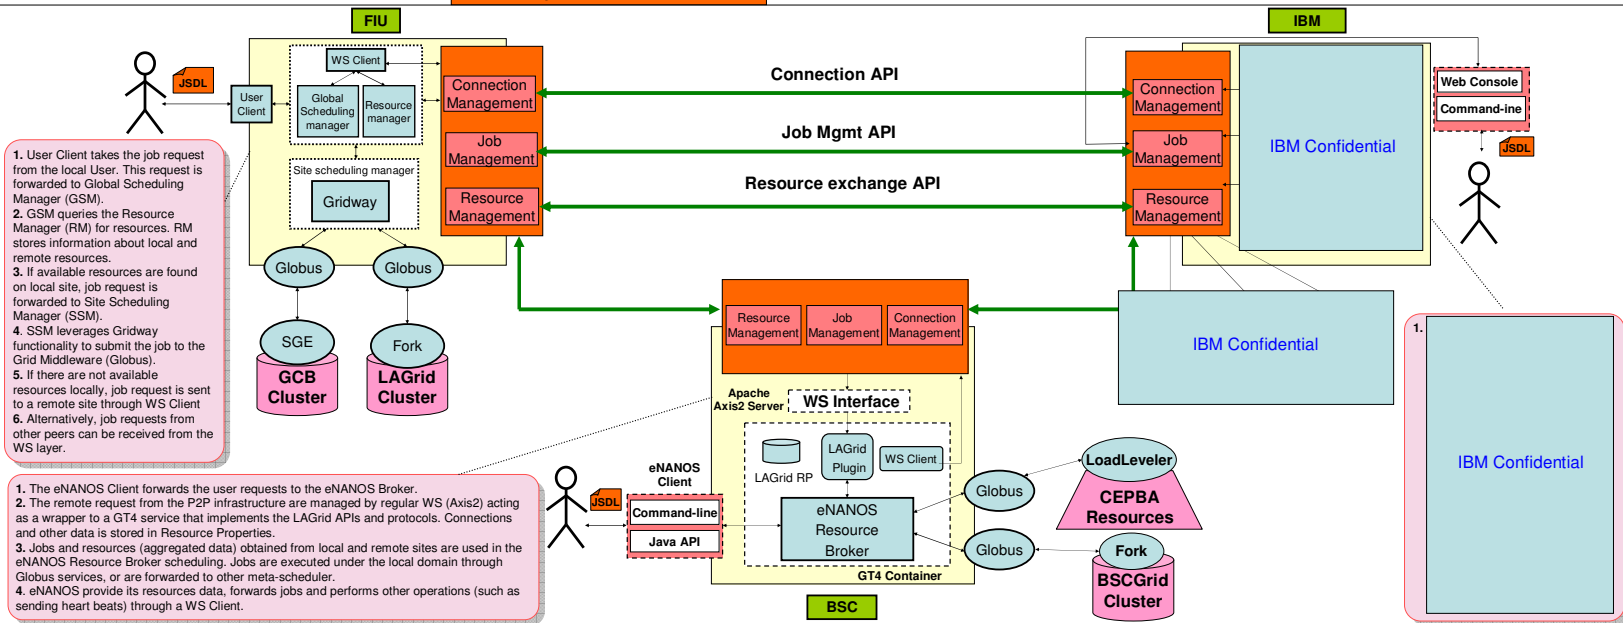 FIU
IBM
JSDL
User
Client
WS Client
Global
Scheduling
manager
Resource
manager
Site scheduling manager
Gridway
Globus
Globus
SGE
Fork
GCB
Cluster
LAGrid
Cluster
Connection
Management
Job
Management
Resource
Management
Connection API
Job Mgmt API
Resource exchange API
Connection
Management
Job
Management
Resource
Management
IBM Confidential
Web Console
Command-ine
JSDL
IBM Confidential
1.
IBM Confidential
1. User Client takes the job request
from the local User. This request is
forwarded to Global Scheduling
Manager (GSM).
2. GSM queries the Resource
Manager (RM) for resources. RM
stores information about local and
remote resources.
3. If available resources are found
on local site, job request is
forwarded to Site Scheduling
Manager (SSM).
4. SSM leverages Gridway
functionality to submit the job to the
Grid Middleware (Globus).
5. If there are not available
resources locally, job request is sent
to a remote site through WS Client
6. Alternatively, job requests from
other peers can be received from the
WS layer.
Resource
Management
Job
Management
Connection
Management
Apache
Axis2 Server
WS Interface
LAGrid RP
LAGrid
Plugin
WS Client
eNANOS
Resource
Broker
GT4 Container
BSC
eNANOS
Client
JSDL
Command-line
Java API
Globus
Globus
LoadLeveler
CEPBA
Resources
Fork
BSCGrid
Cluster
1. The eNANOS Client forwards the user requests to the eNANOS Broker.
2. The remote request from the P2P infrastructure are managed by regular WS (Axis2) acting
as a wrapper to a GT4 service that implements the LAGrid APIs and protocols. Connections
and other data is stored in Resource Properties.
3. Jobs and resources (aggregated data) obtained from local and remote sites are used in the
eNANOS Resource Broker scheduling. Jobs are executed under the local domain through
Globus services, or are forwarded to other meta-scheduler.
4. eNANOS provide its resources data, forwards jobs and performs other operations (such as
sending heart beats) through a WS Client.